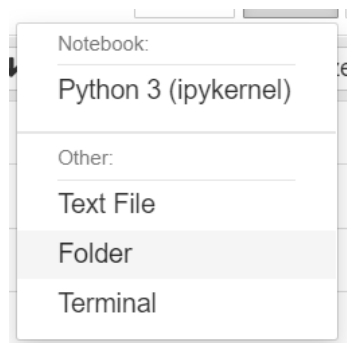 Notebook:
Python 3 (ipykernel)
Other:
Text File
Folder
Terminal